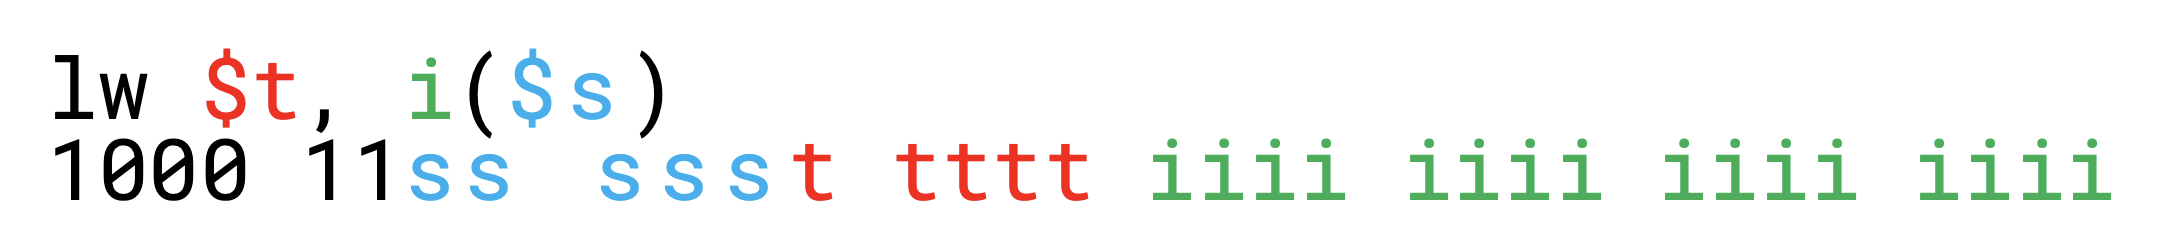 lw $t, i($s)
1000 11ss ssst tttt iiii iiii iiii iiii